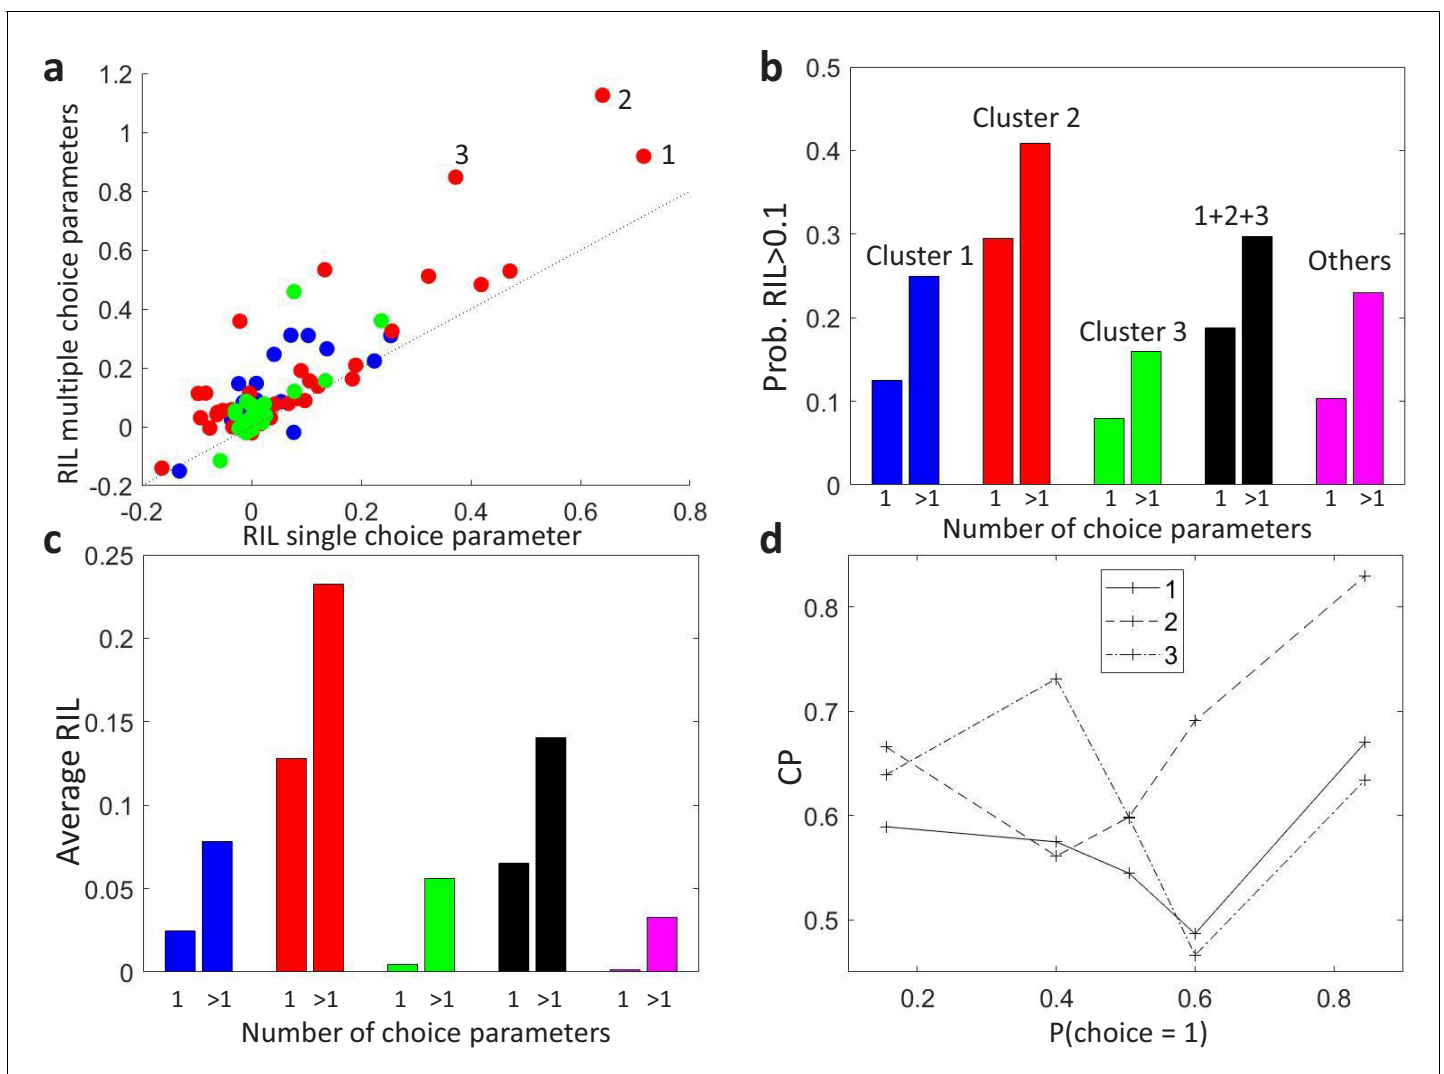 a
RIL multiple choice parameters
1.2
1
0.8
0.6
0.4
0.2
0
-0.2
2
1
3
-0.2 0 0.2 0.4 0.6 0.8
RIL single choice parameter
b
Prob. RIL>0.1
0.5
0.4
0.3
0.2
0.1
0
Cluster 1
Cluster 2
Cluster 3
1+2+3
Others
1 >1 1 >1 1 >1 1 >1 1 >1
Number of choice parameters
c
Average RIL
0.25
0.2
0.15
0.1
0.05
0
1 >1 1 >1 1 >1 1 >1 1 >1
Number of choice parameters
d
CP
0.8
0.7
0.6
0.5
1
2
3
0.2 0.4 0.6 0.8
P(choice = 1)